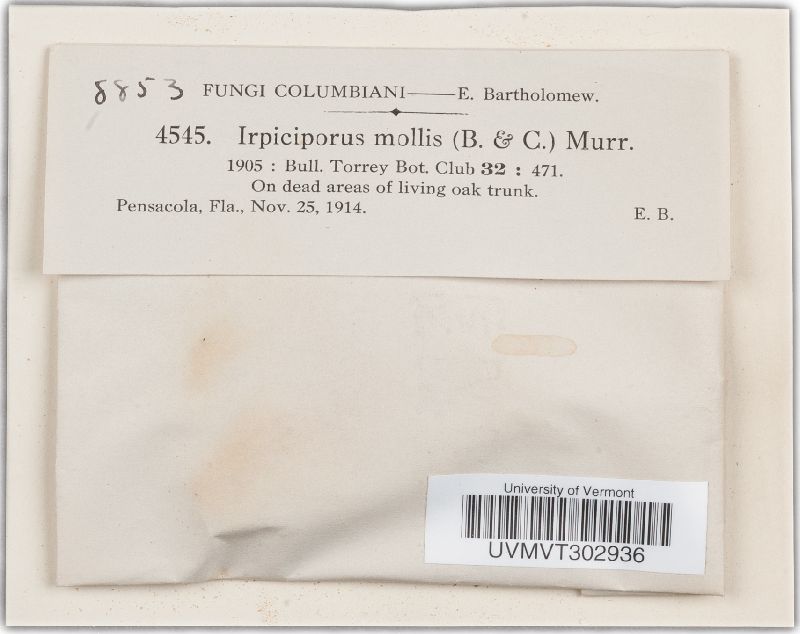 8853 FUNGI COLUMBIANI—E. Bartholomew.
4545. Irpiciporus mollis (B. & C.) Murr.
1905 : Bull. Torrey Bot. Club 32 : 471.
On dead areas of living oak trunk.
Pensacola, Fla., Nov. 25, 1914. E. B.
University of Vermont
UVMVT302936